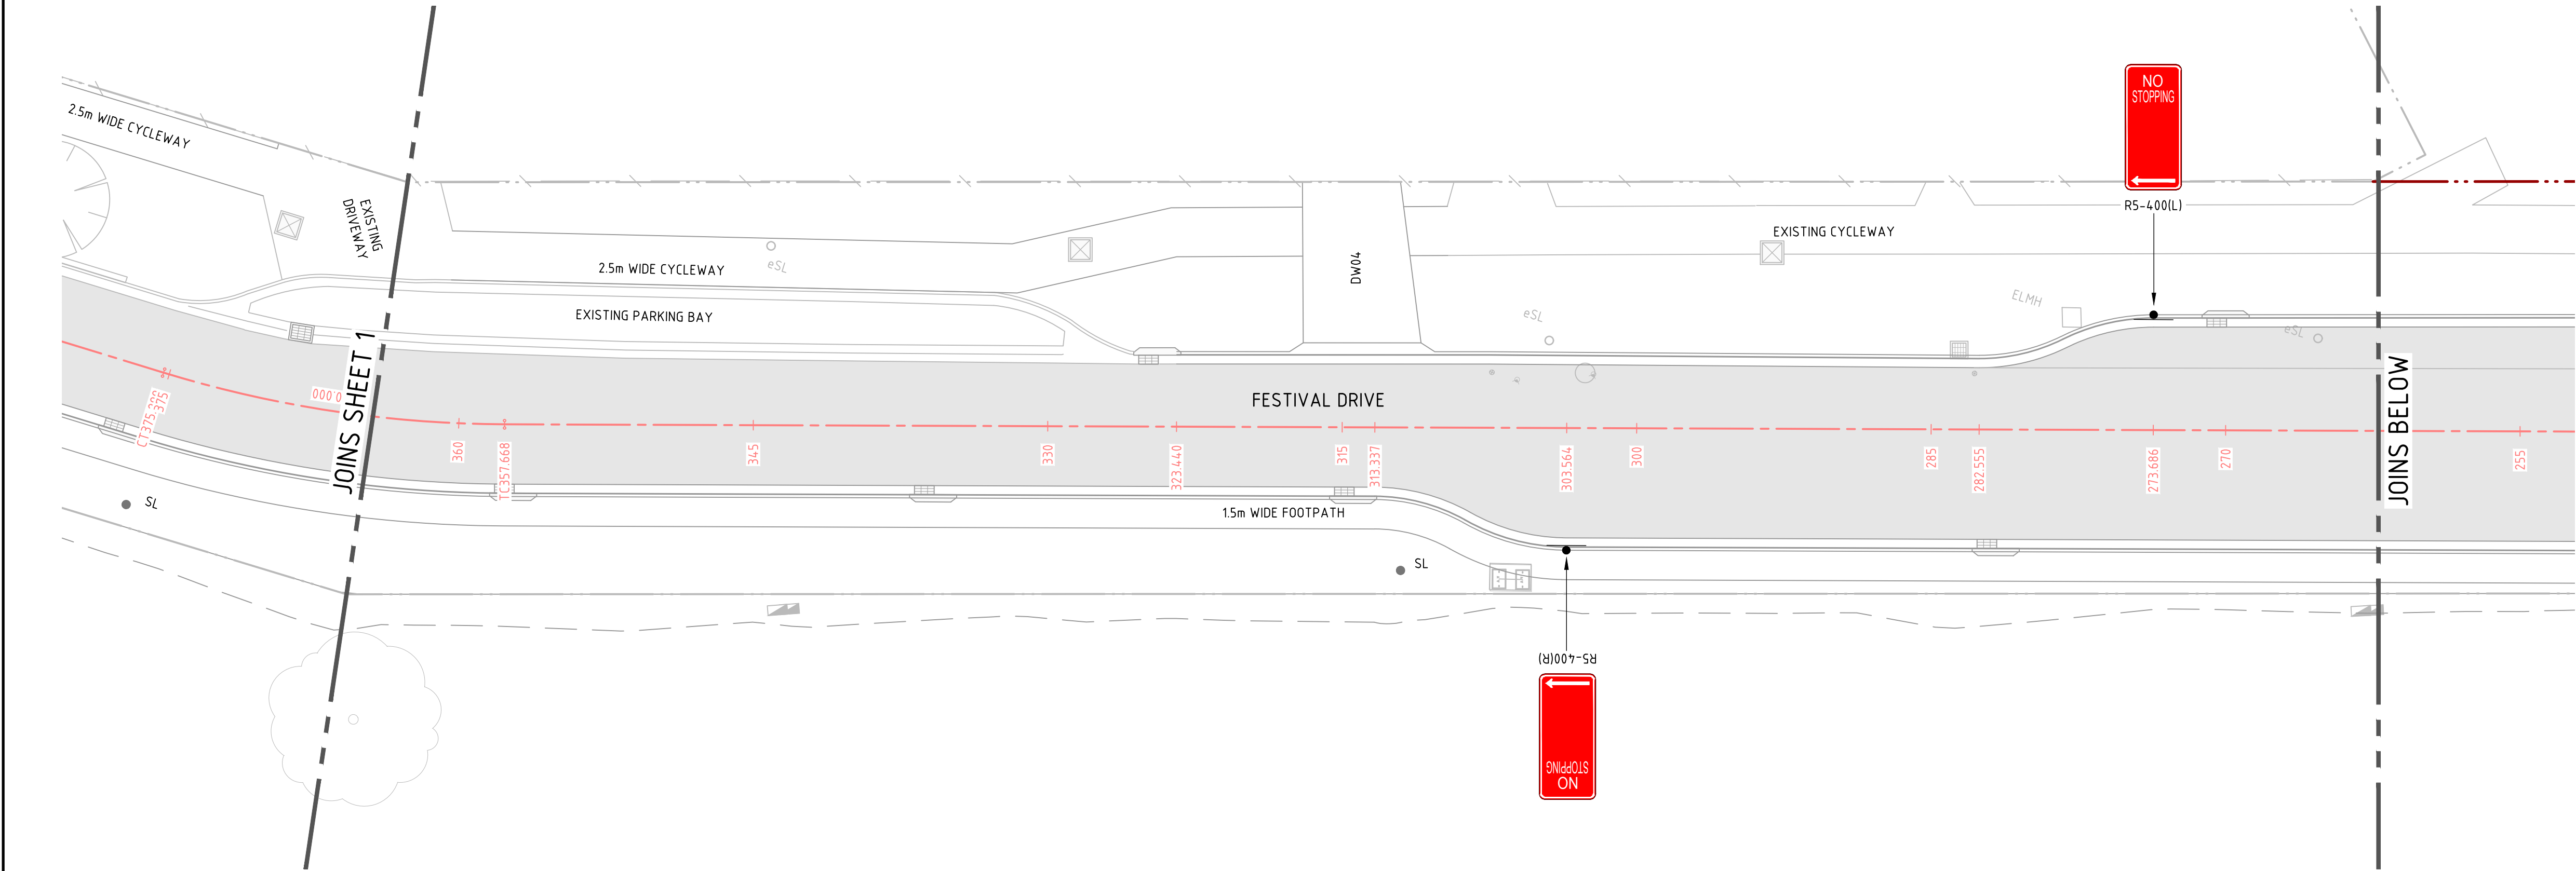 2.5m WIDE CYCLEWAY
EXISTING
DRIVEWAY
JOINS SHEET 1
2.5m WIDE CYCLEWAY
eSL
EXISTING PARKING BAY
DW04
EXISTING CYCLEWAY
eSL
ELMH
NO
STOPPING
R5-400(L)
eSL
JOINS BELOW
FESTIVAL DRIVE
375
0.000
360
TC357.668
345
330
323.440
315
313.337
303.564
300
285
282.555
273.686
270
255
SL
1.5m WIDE FOOTPATH
SL
R5-400(R)
NO
STOPPING